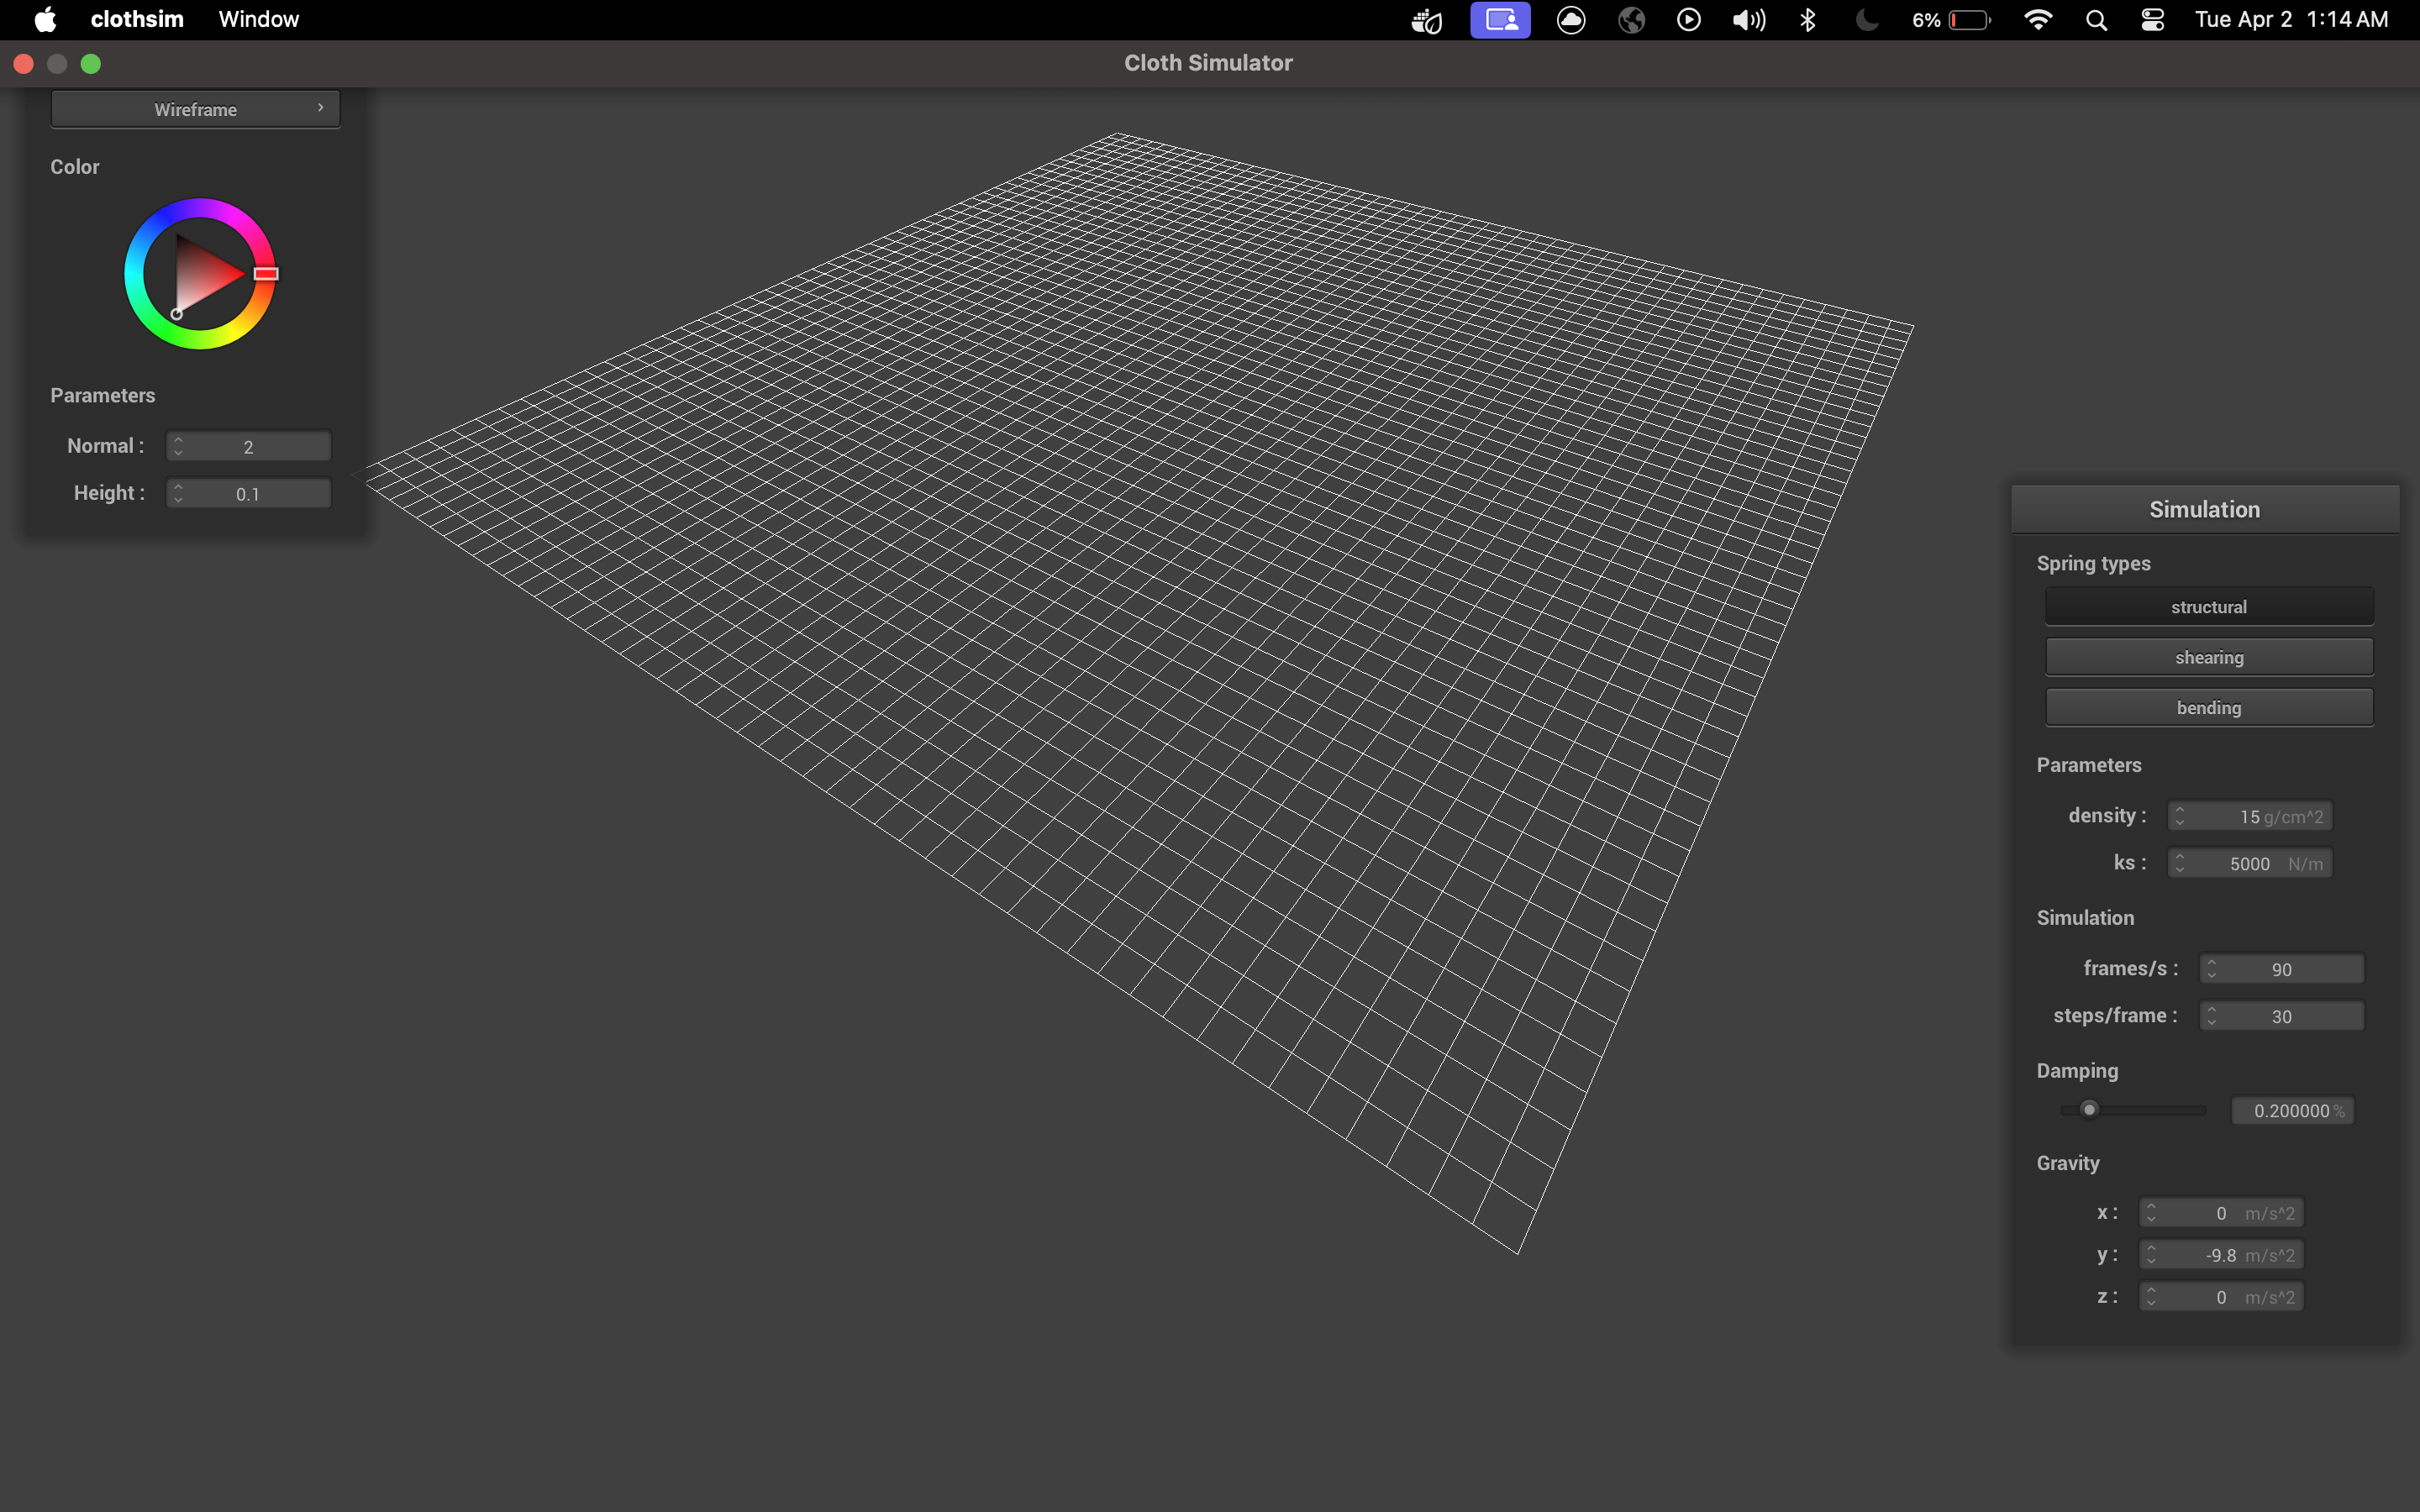 clothsim Window 6% Tue Apr 2 1:14 AM
Cloth Simulator
Wireframe
Color
Parameters
Normal : 2
Height : 0.1
Simulation
Spring types
structural
shearing
bending
Parameters
density : 15 g/cm^2
ks : 5000 N/m
Simulation
frames/s : 90
steps/frame : 30
Damping
0.200000 %
Gravity
x : 0 m/s^2
y : -9.8 m/s^2
z : 0 m/s^2